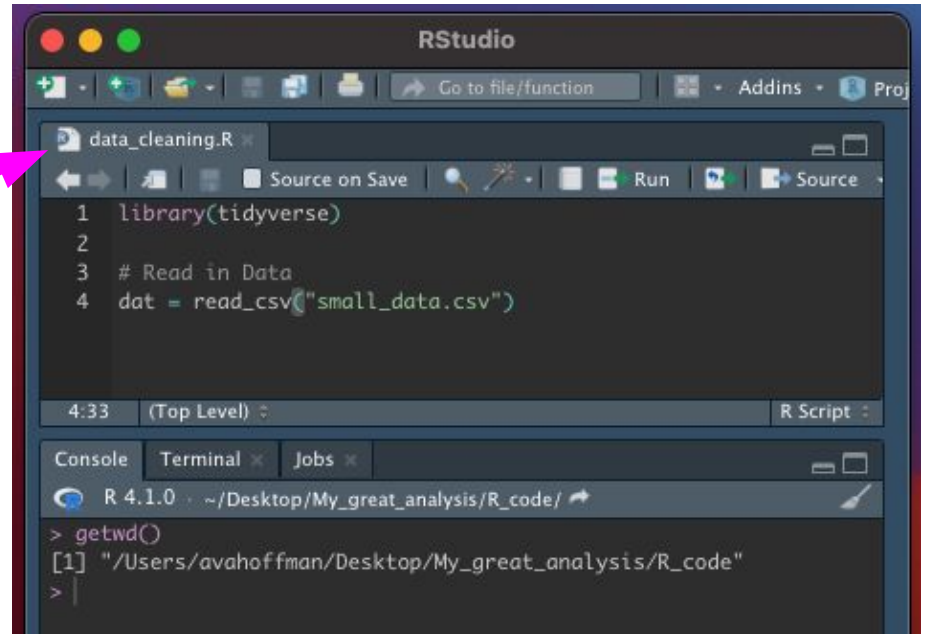 RStudio
Go to file/function Addins Proj
data_cleaning.R
Source on Save Run Source
1 library(tidyverse)
2
3 # Read in Data
4 dat = read_csv("small_data.csv")
4:33 (Top Level) R Script
Console Terminal Jobs
R 4.1.0 · ~/Desktop/My_great_analysis/R_code/
> getwd()
[1] "/Users/avahoffman/Desktop/My_great_analysis/R_code"
>